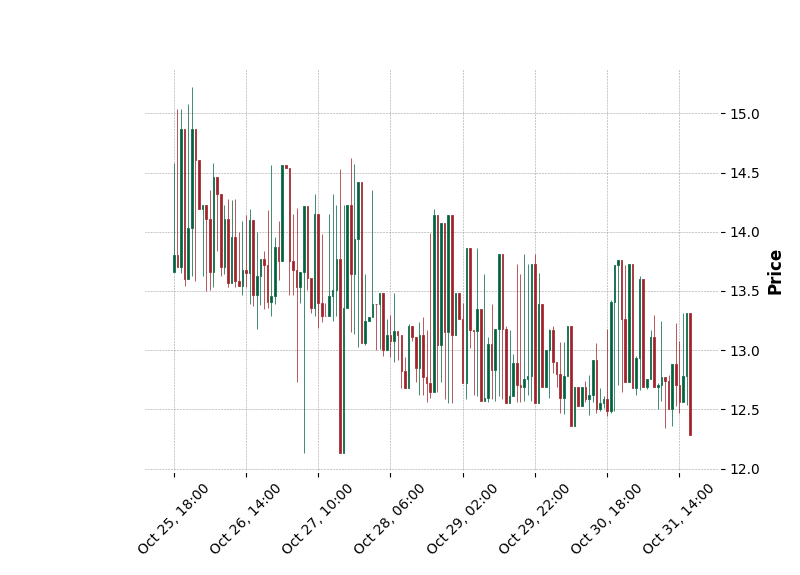 15.0
14.5
14.0
13.5
13.0
12.5
12.0
Price
Oct 25, 18:00
Oct 26, 14:00
Oct 27, 10:00
Oct 28, 06:00
Oct 29, 02:00
Oct 29, 22:00
Oct 30, 18:00
Oct 31, 14:00